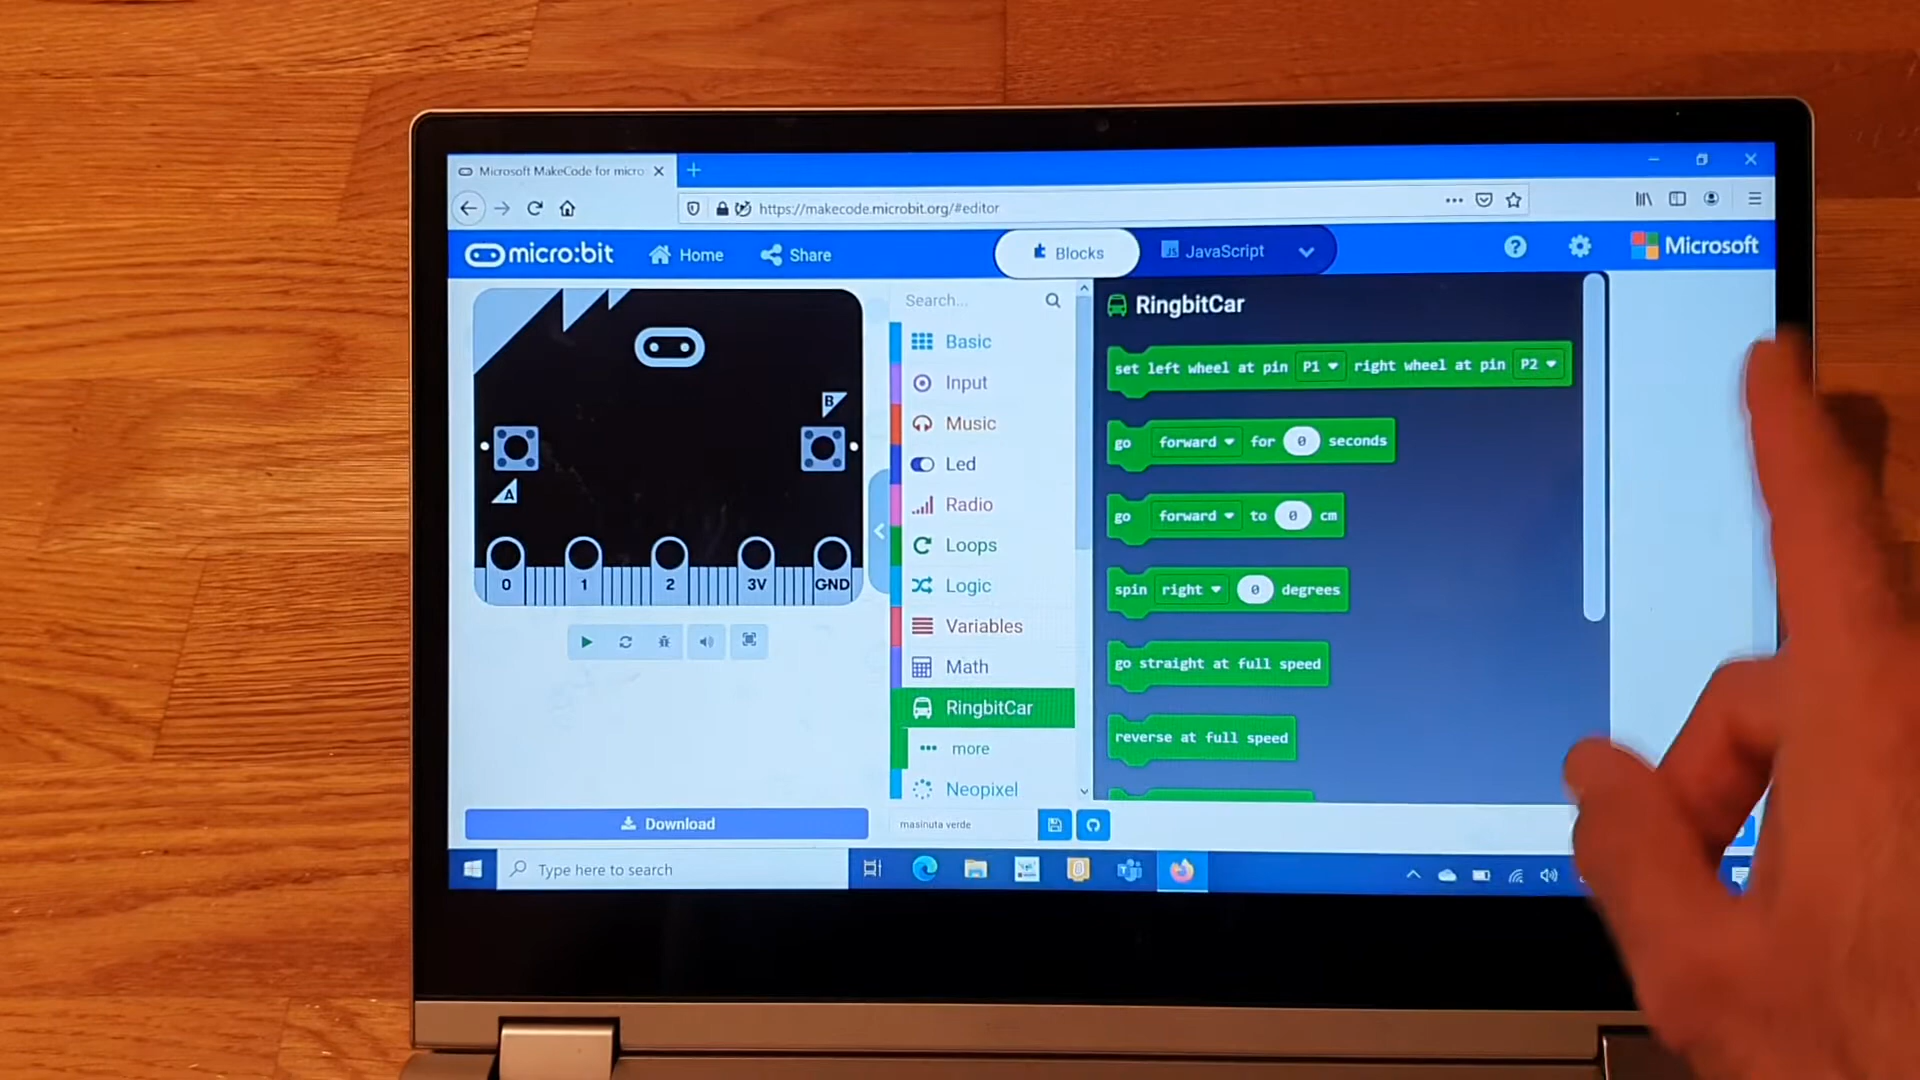 Microsoft MakeCode for micro
https://makecode.microbit.org/#editor
micro:bit
Home
Share
Blocks
JS
JavaScript
Microsoft
Search...
Basic
Input
Music
Led
Radio
Loops
Logic
Variables
Math
RingbitCar
more
Neopixel
RingbitCar
set left wheel at pin P1 right wheel at pin P2
go forward for 0 seconds
go forward to 0 cm
spin right 0 degrees
go straight at full speed
reverse at full speed
B
A
0 1 2 3V GND
Download
masinuta verde
Type here to search